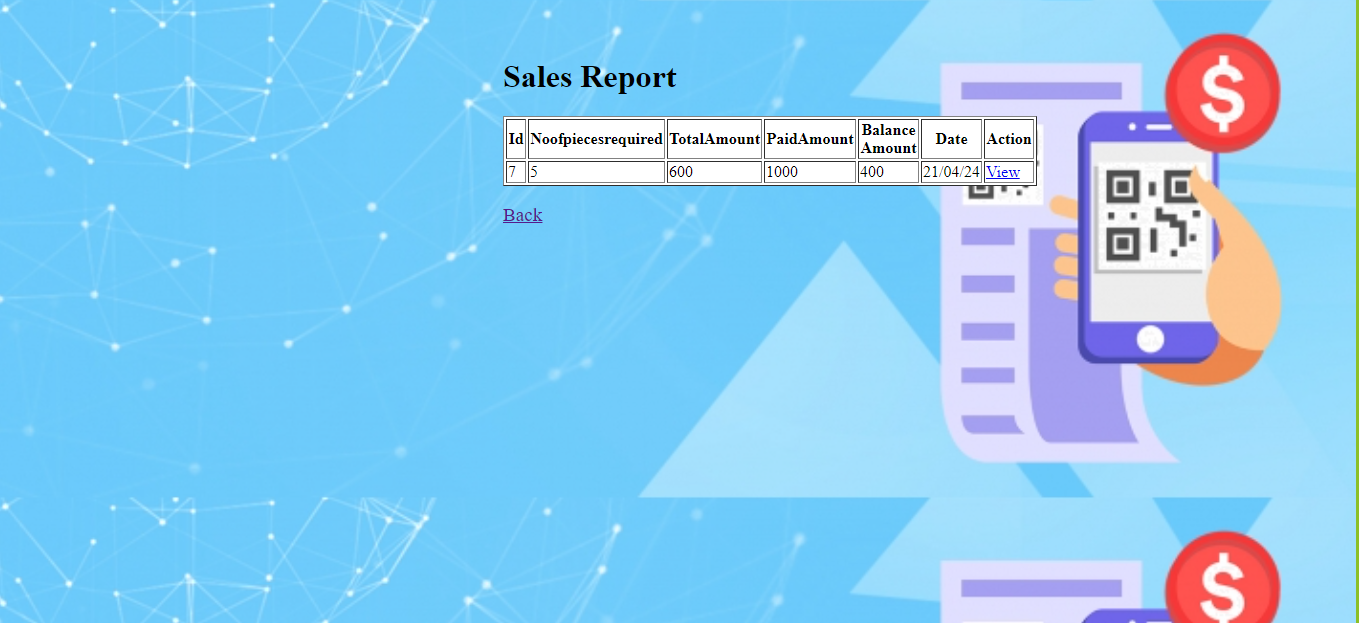 Sales Report
Id Noofpiecesrequired TotalAmount PaidAmount Balance Amount Date Action
7 5 600 1000 400 21/04/24 View
Back
$
$